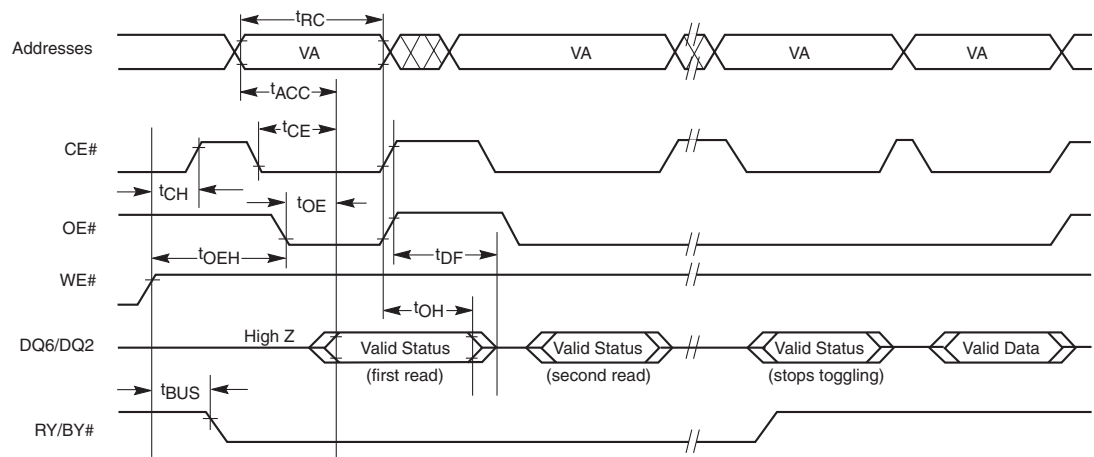 tRC
Addresses VA VA VA VA
tACC
tCE
CE#
tCH tOE
OE#
tOEH tDF
WE#
tOH
High Z
DQ6/DQ2 Valid Status Valid Status Valid Status Valid Data
(first read) (second read) (stops toggling)
tBUS
RY/BY#